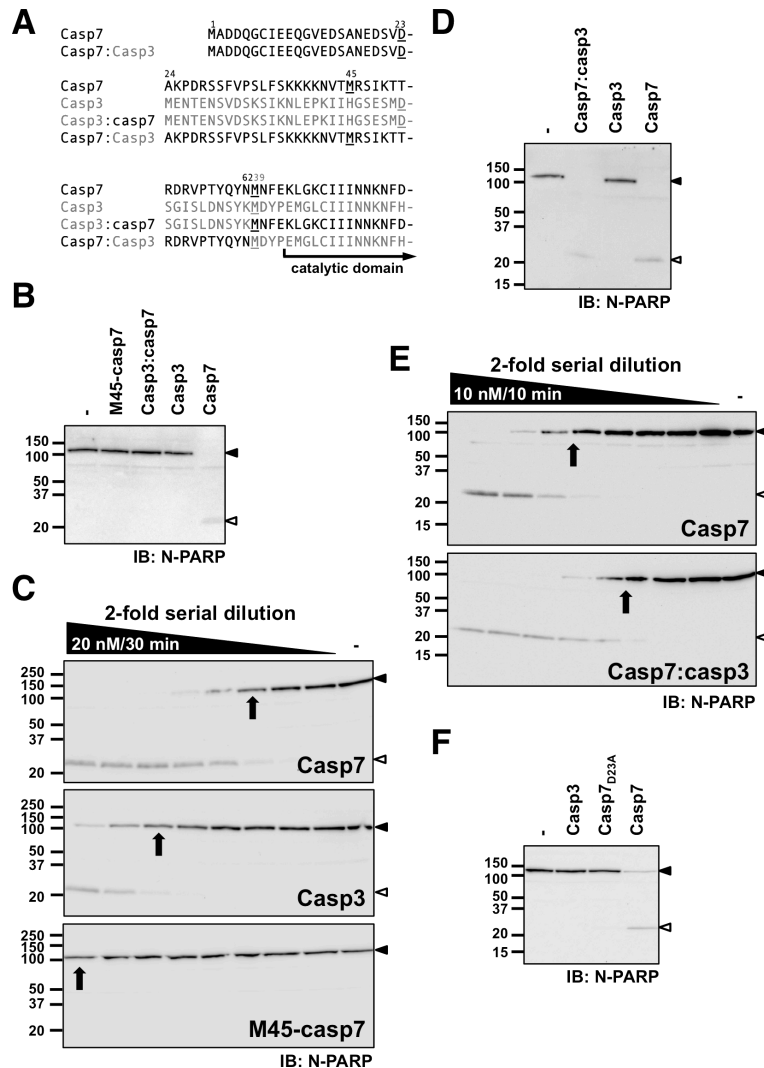 A
1 23
Casp7 MADDQGCIEEQGVEDSANEDSVD-
Casp7:Casp3 MADDQGCIEEQGVEDSANEDSVD-
24 45
Casp7 AKPDRSSFVPSLFSKKKKNVTMRSIKTT-
Casp3 MENTENSVDSKSIKNLEPKIIHGSESMD-
Casp3:casp7 MENTENSVDSKSIKNLEPKIIHGSESMD-
Casp7:Casp3 AKPDRSSFVPSLFSKKKKNVTMRSIKTT-
6239
Casp7 RDRVPTYQYNMNFEKLGKCIIINNKNFD-
Casp3 SGISLDNSYKMDYPEMGLCIIINNKNFH-
Casp3:casp7 SGISLDNSYKMNFEKLGKCIIINNKNFD-
Casp7:Casp3 RDRVPTYQYNMDYPEMGLCIIINNKNFH-
catalytic domain
B
- M45-casp7 Casp3:casp7 Casp3 Casp7
150
100
50
37
20
IB: N-PARP
C
2-fold serial dilution
20 nM/30 min -
250
150
100
50
37
20
Casp7
250
150
100
50
37
20
Casp3
250
150
100
50
37
20
M45-casp7
IB: N-PARP
D
- Casp7:casp3 Casp3 Casp7
150
100
50
37
20
15
IB: N-PARP
E
2-fold serial dilution
10 nM/10 min -
150
100
50
37
20
15
Casp7
150
100
50
37
20
15
Casp7:casp3
IB: N-PARP
F
- Casp3 Casp7D23A Casp7
150
100
50
37
20
15
IB: N-PARP